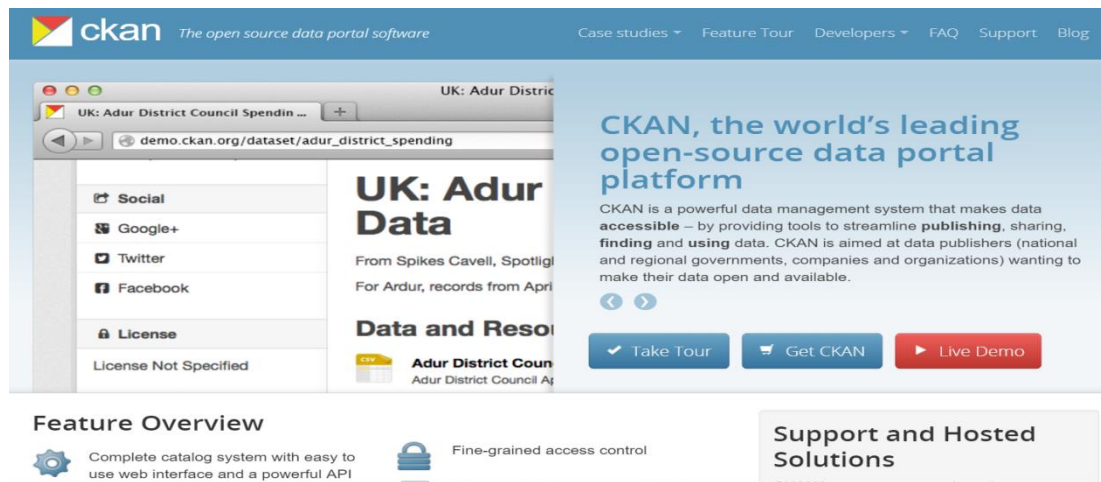 ckan The open source data portal software
Case studies Feature Tour Developers FAQ Support Blog
UK: Adur Distric
UK: Adur District Council Spendin ...
demo.ckan.org/dataset/adur_district_spending
Social
Google+
Twitter
Facebook
License
License Not Specified
UK: Adur
Data
From Spikes Cavell, Spotlig
For Ardur, records from Apri
Data and Resou
CSV
Adur District Coun
Adur District Council Ap
CKAN, the world's leading
open-source data portal
platform
CKAN is a powerful data management system that makes data
accessible – by providing tools to streamline publishing, sharing,
finding and using data. CKAN is aimed at data publishers (national
and regional governments, companies and organizations) wanting to
make their data open and available.
Take Tour
Get CKAN
Live Demo
Feature Overview
Complete catalog system with easy to
use web interface and a powerful API
Fine-grained access control
Support and Hosted
Solutions